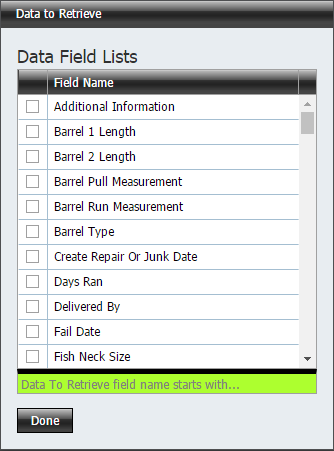 Data to Retrieve
Data Field Lists
Field Name
Additional Information
Barrel 1 Length
Barrel 2 Length
Barrel Pull Measurement
Barrel Run Measurement
Barrel Type
Create Repair Or Junk Date
Days Ran
Delivered By
Fail Date
Fish Neck Size
Data To Retrieve field name starts with...
Done